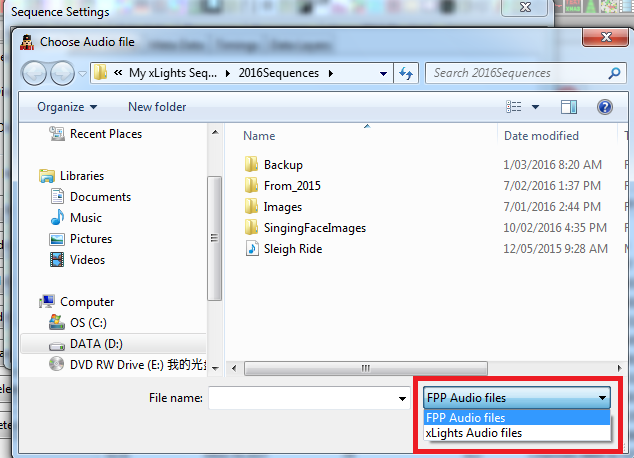 Sequence Settings
Choose Audio file
« My xLights Seq... 2016Sequences
Search 2016Sequences
Organize New folder
Recent Places
Libraries
Documents
Music
Pictures
Videos
Computer
OS (C:)
DATA (D:)
DVD RW Drive (E:) 我的光
Name Date modified
Backup 1/03/2016 8:20 AM
From_2015 7/02/2016 1:37 PM
Images 7/01/2016 2:44 PM
SingingFaceImages 10/02/2016 4:35 PM
Sleigh Ride 12/05/2015 9:28 AM
File name:
FPP Audio files
FPP Audio files
xLights Audio files